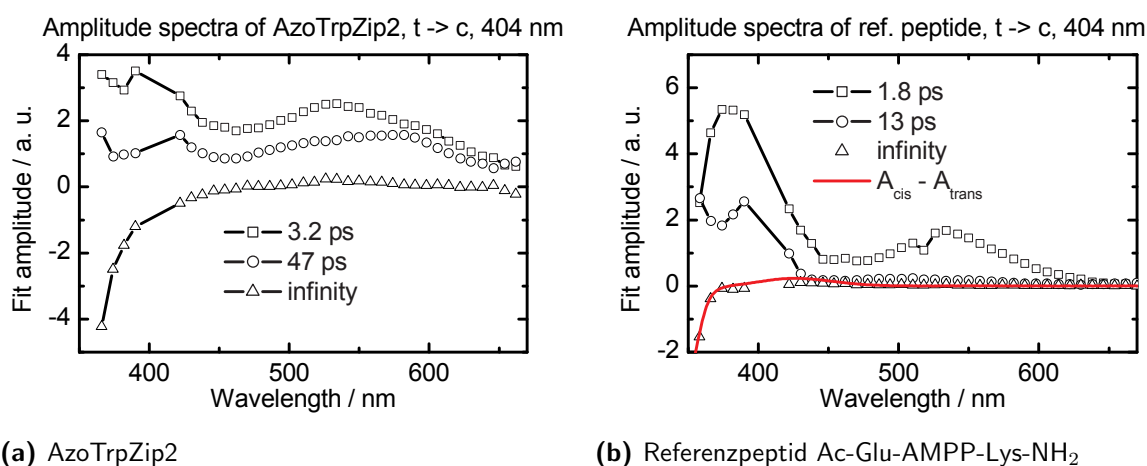 Amplitude spectra of AzoTrpZip2, t -> c, 404 nm
Fit amplitude / a. u.
4
2
0
-2
-4
3.2 ps
47 ps
infinity
400
500
600
Wavelength / nm
(a) AzoTrpZip2
Amplitude spectra of ref. peptide, t -> c, 404 nm
Fit amplitude / a. u.
6
4
2
0
-2
1.8 ps
13 ps
infinity
A_cis - A_trans
400
500
600
Wavelength / nm
(b) Referenzpeptid Ac-Glu-AMPP-Lys-NH₂